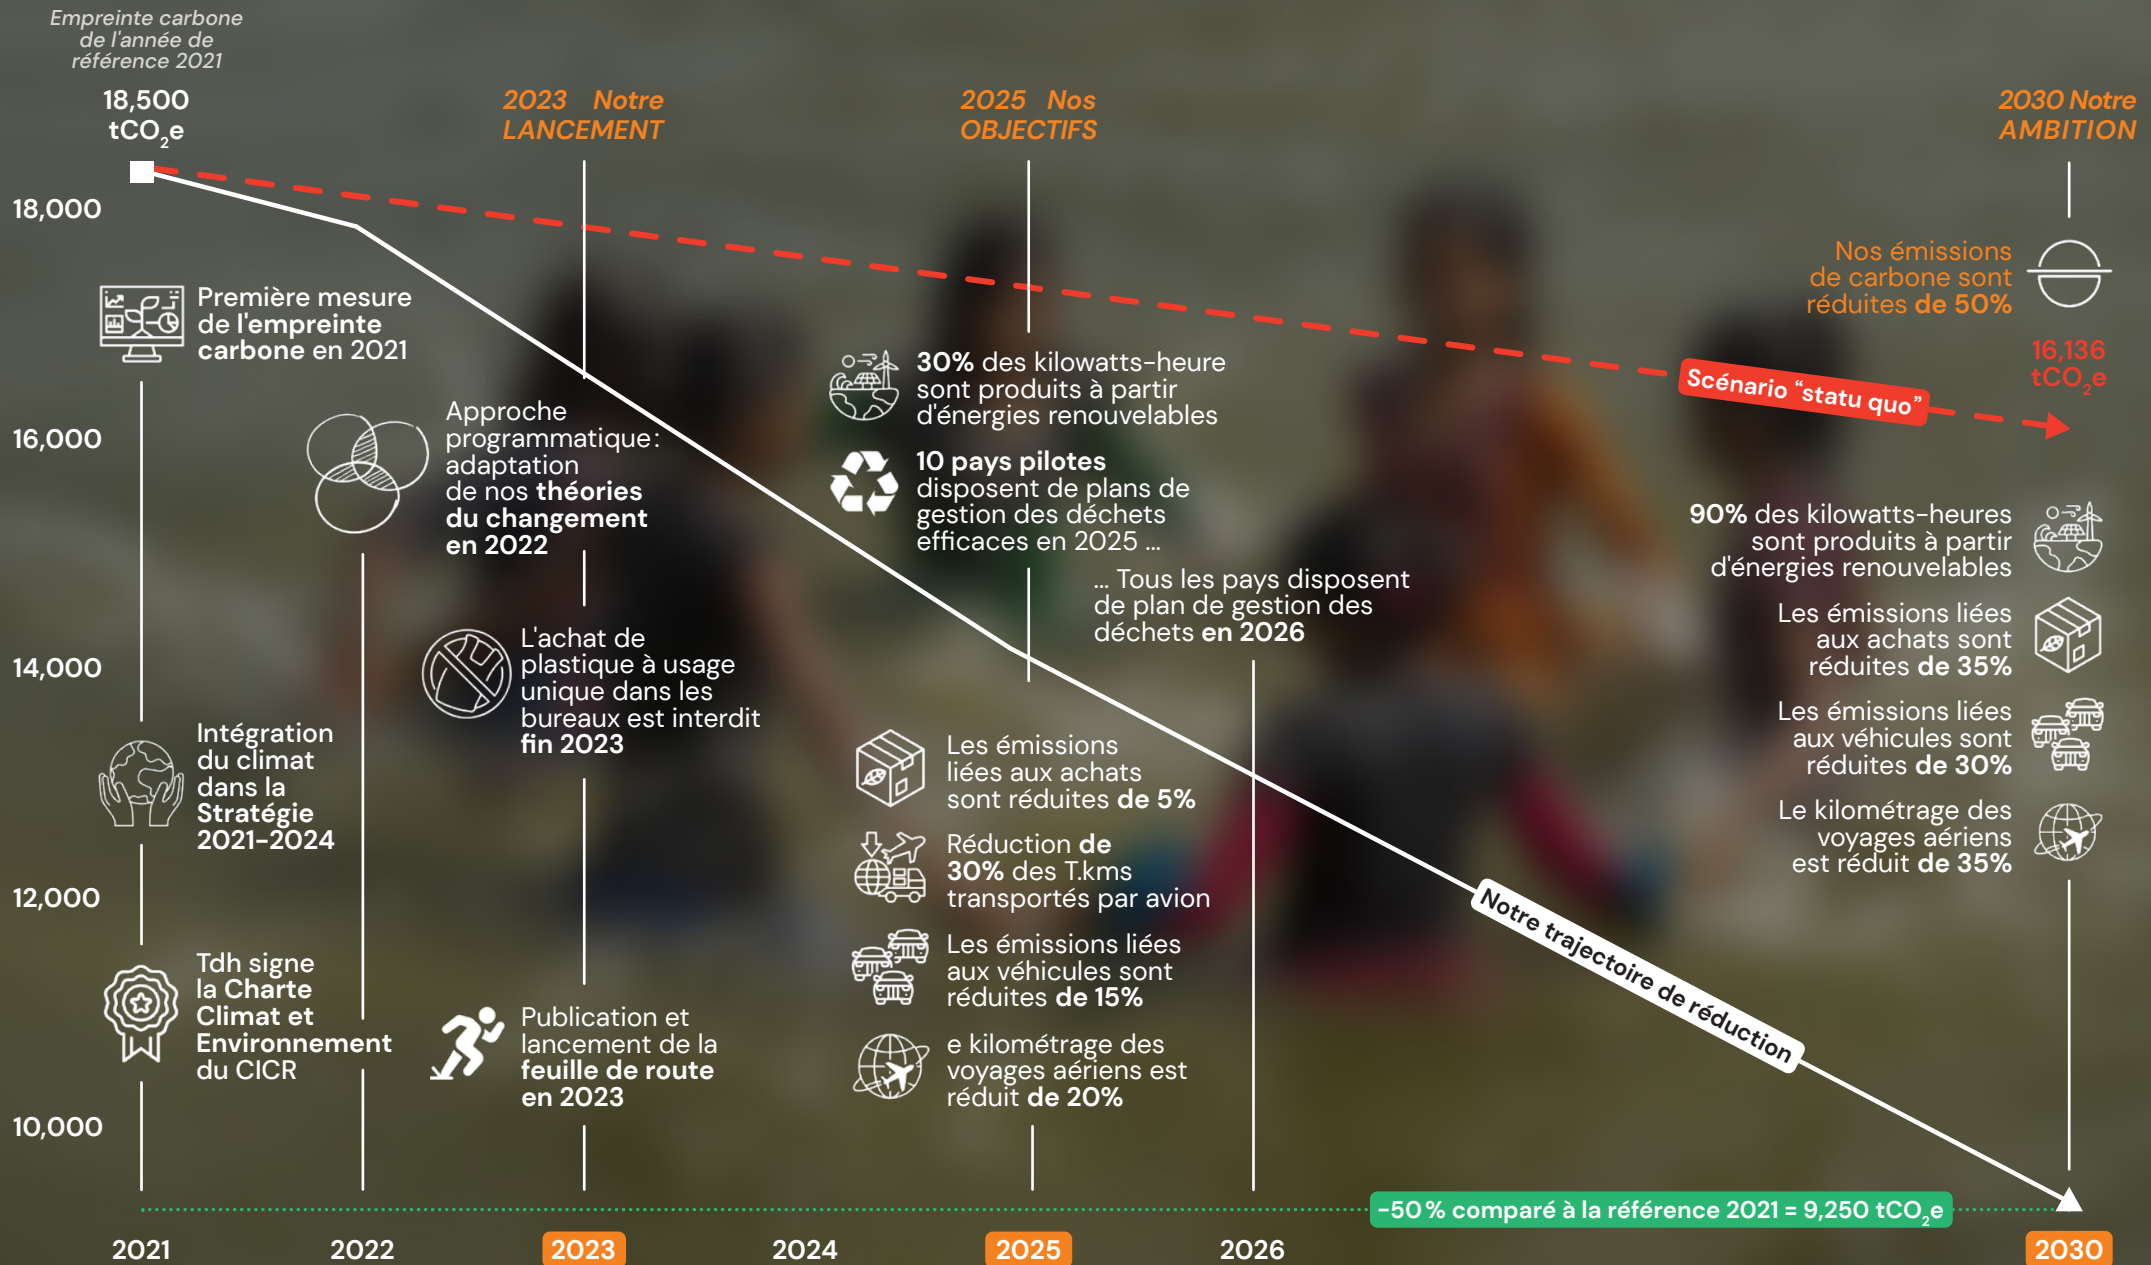 Empreinte carbone
de l'année de
référence 2021
18,500
tCO₂e
2023 Notre
LANCEMENT
2025 Nos
OBJECTIFS
2030 Notre
AMBITION
18,000
16,000
14,000
12,000
10,000
Première mesure
de l'empreinte
carbone en 2021
Intégration
du climat
dans la
Stratégie
2021-2024
Tdh signe
la Charte
Climat et
Environnement
du CICR
Approche
programmatique:
adaptation
de nos théories
du changement
en 2022
L'achat de
plastique à usage
unique dans les
bureaux est interdit
fin 2023
Publication et
lancement de la
feuille de route
en 2023
30% des kilowatts-heure
sont produits à partir
d'énergies renouvelables
10 pays pilotes
disposent de plans de
gestion des déchets
efficaces en 2025 ...
... Tous les pays disposent
de plan de gestion des
déchets en 2026
Les émissions
liées aux achats
sont réduites de 5%
Réduction de
30% des T.kms
transportés par avion
Les émissions liées
aux véhicules sont
réduites de 15%
e kilométrage des
voyages aériens est
réduit de 20%
Nos émissions
de carbone sont
réduites de 50%
16,136
tCO₂e
Scénario “statu quo”
90% des kilowatts-heures
sont produits à partir
d'énergies renouvelables
Les émissions liées
aux achats sont
réduites de 35%
Les émissions liées
aux véhicules sont
réduites de 30%
Le kilométrage des
voyages aériens
est réduit de 35%
Notre trajectoire de réduction
-50% comparé à la référence 2021 = 9,250 tCO₂e
2021
2022
2023
2024
2025
2026
2030